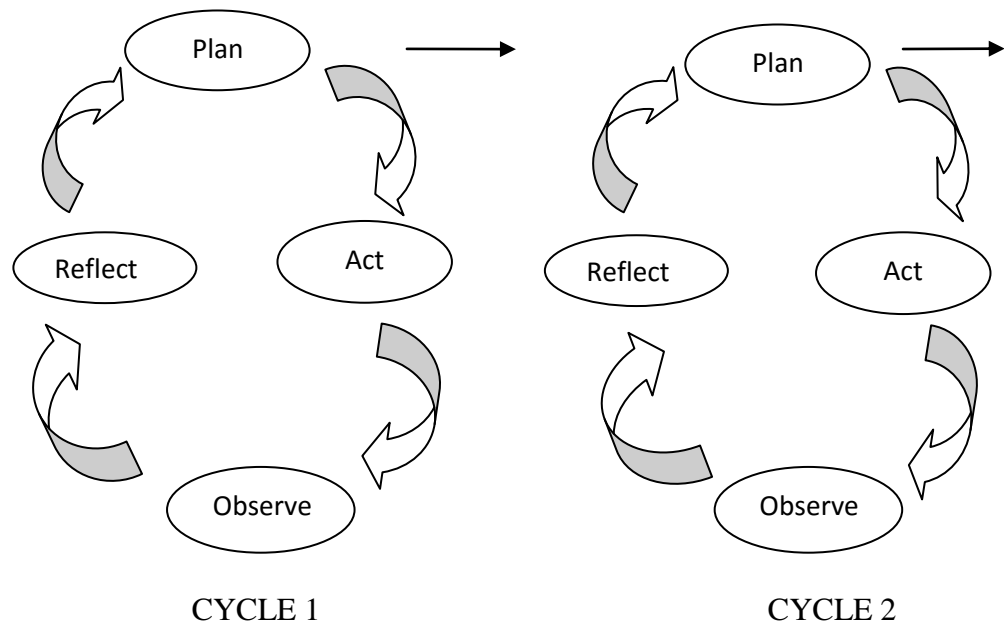 Plan
Act
Observe
Reflect
CYCLE 1
Plan
Act
Observe
Reflect
CYCLE 2